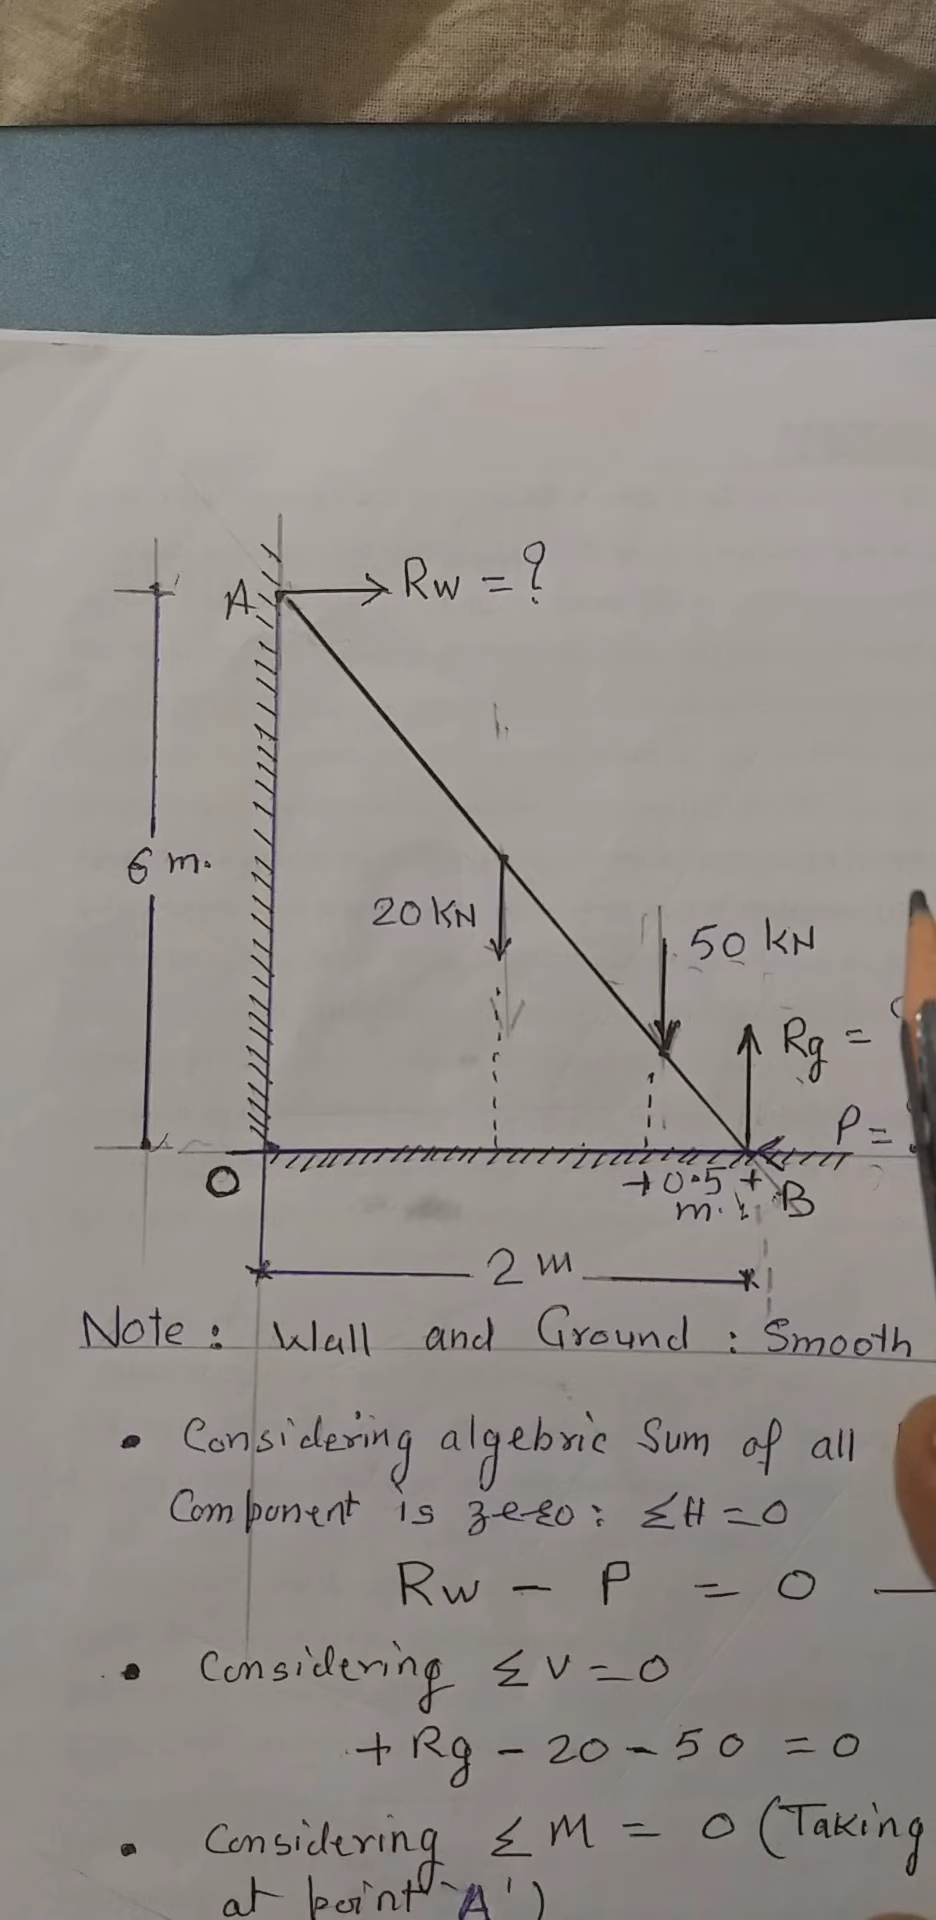 A
Rw = ?
6 m.
20 KN
50 KN
Rg =
P =
O
0.5
m.
B
2 m
Note : Wall and Ground : Smooth
• Considering algebric Sum of all
Component is zero : ΣH = 0
Rw - P = 0
• Considering ΣV = 0
+ Rg - 20 - 50 = 0
• Considering ΣM = 0 (Taking
at point 'A')